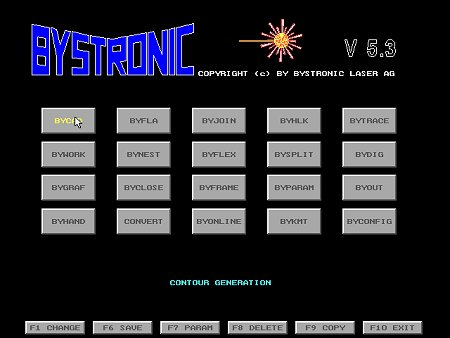 BYSTRONIC
V 5.3
COPYRIGHT (c) BY BYSTRONIC LASER AG
BYFLA BYJOIN BYHLK BYTRACE
BYWORK BYNEST BYFLEX BYSPLIT BYDIG
BYGRAF BYCLOSE BYFRAME BYPARAM BYOUT
BYHAND CONVERT BYONLINE BYKMT BYCONFIG
CONTOUR GENERATION
F1 CHANGE F6 SAVE F7 PARAM F8 DELETE F9 COPY F10 EXIT